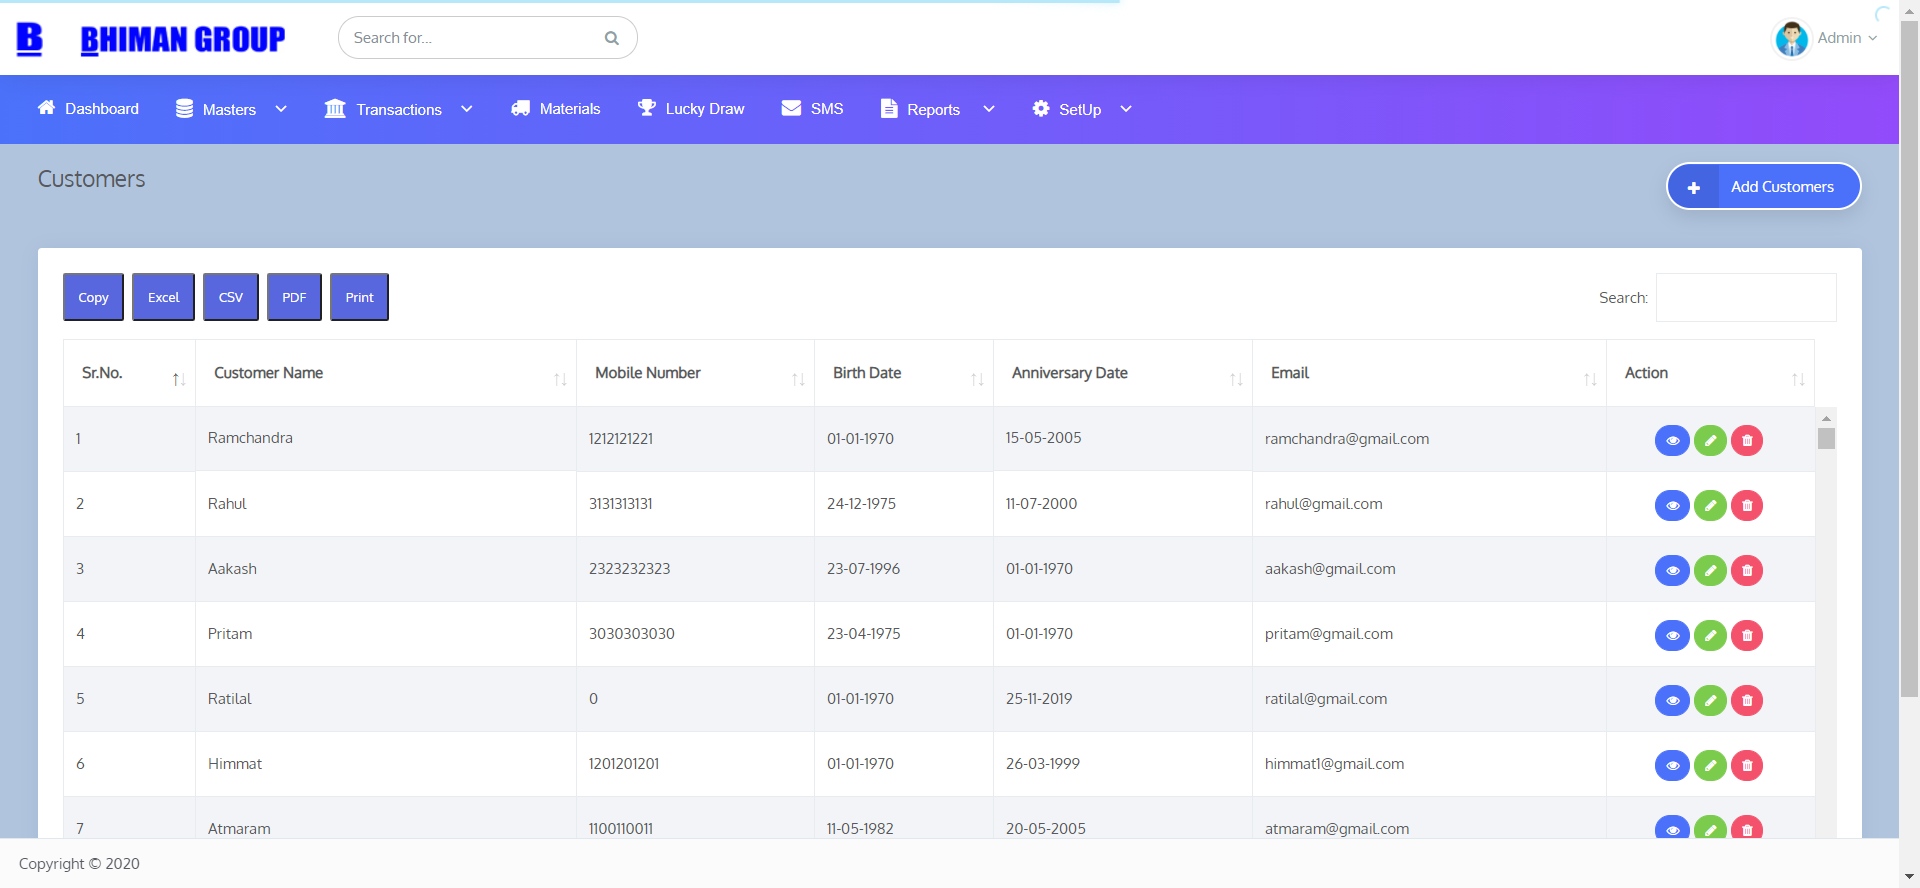 B BHIMAN GROUP Search for... Admin
Dashboard Masters Transactions Materials Lucky Draw SMS Reports SetUp
Customers Add Customers
Copy Excel CSV PDF Print Search:
Sr.No. Customer Name Mobile Number Birth Date Anniversary Date Email Action
1 Ramchandra 1212121221 01-01-1970 15-05-2005 ramchandra@gmail.com
2 Rahul 3131313131 24-12-1975 11-07-2000 rahul@gmail.com
3 Aakash 2323232323 23-07-1996 01-01-1970 aakash@gmail.com
4 Pritam 3030303030 23-04-1975 01-01-1970 pritam@gmail.com
5 Ratilal 0 01-01-1970 25-11-2019 ratilal@gmail.com
6 Himmat 1201201201 01-01-1970 26-03-1999 himmat1@gmail.com
7 Atmaram 1100110011 11-05-1982 20-05-2005 atmaram@gmail.com
Copyright © 2020